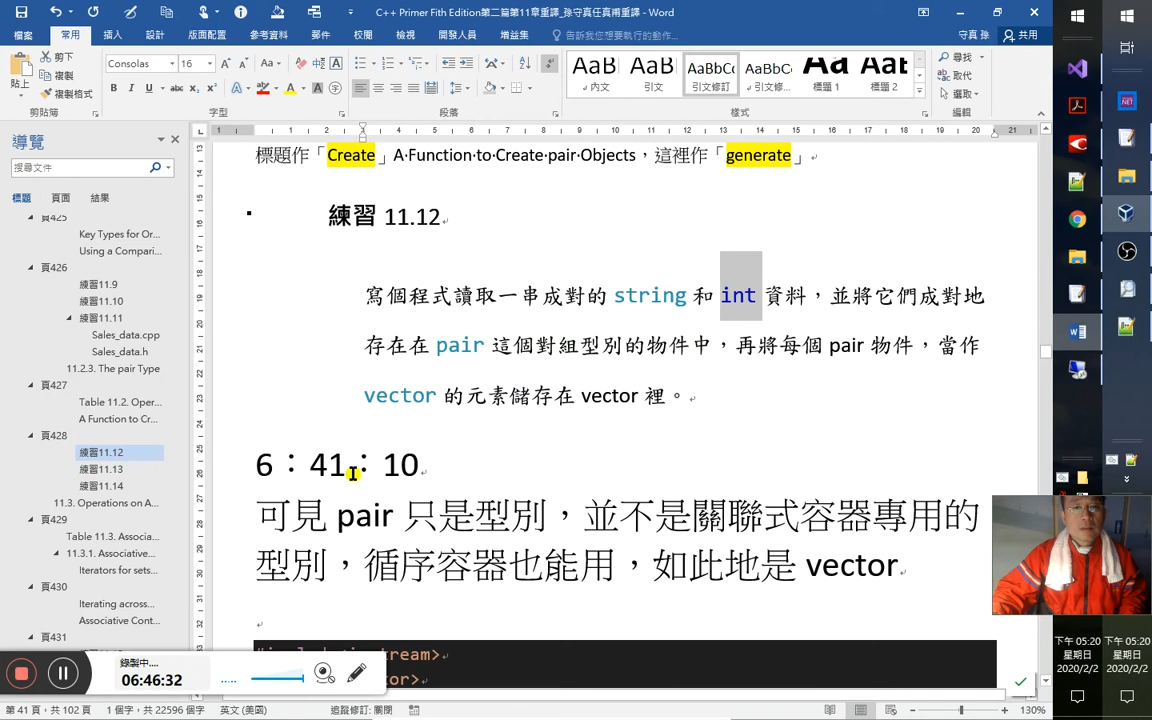 C++ Primer Fifth Edition第二篇第11章重譯_孫守真任真甫重譯 - Word
檔案 常用 插入 設計 版面配置 參考資料 郵件 校閱 檢視 開發人員 增益集 告訴我您想要執行的動作... 守真 孫 共用
貼上 剪下 複製 複製格式
Consolas 16
AaBbC 內文 AaBbC 引文 AaBbCc 引文修訂 AaBbCc 引文修... AaB 標題 1 AaBb 標題 2
尋找 取代 選取
剪貼簿 字型 段落 樣式 編輯
導覽
搜尋文件
標題 頁面 結果
頁425
Key Types for Or...
Using a Compari...
頁426
練習11.9
練習11.10
練習11.11
Sales_data.cpp
Sales_data.h
11.2.3. The pair Type
頁427
Table 11.2. Oper...
A Function to Cr...
頁428
練習11.12
練習11.13
練習11.14
11.3. Operations on A...
頁429
Table 11.3. Associa...
11.3.1. Associative...
Iterators for sets...
頁430
Iterating across...
Associative Cont...
頁431
標題作「Create」A Function to Create pair Objects，這裡作「generate」
練習 11.12
寫個程式讀取一串成對的 string 和 int 資料，並將它們成對地
存在在 pair 這個對組型別的物件中，再將每個 pair 物件，當作
vector 的元素儲存在 vector 裡。
6：41：10
可見 pair 只是型別，並不是關聯式容器專用的
型別，循序容器也能用，如此地是 vector
錄製中....
06:46:32
第 41 頁，共 102 頁 1 個字，共 22596 個字 英文 (美國) 追蹤修訂: 關閉 130%
下午 05:20
星期日
2020/2/2
下午 05:20
星期日
2020/2/2